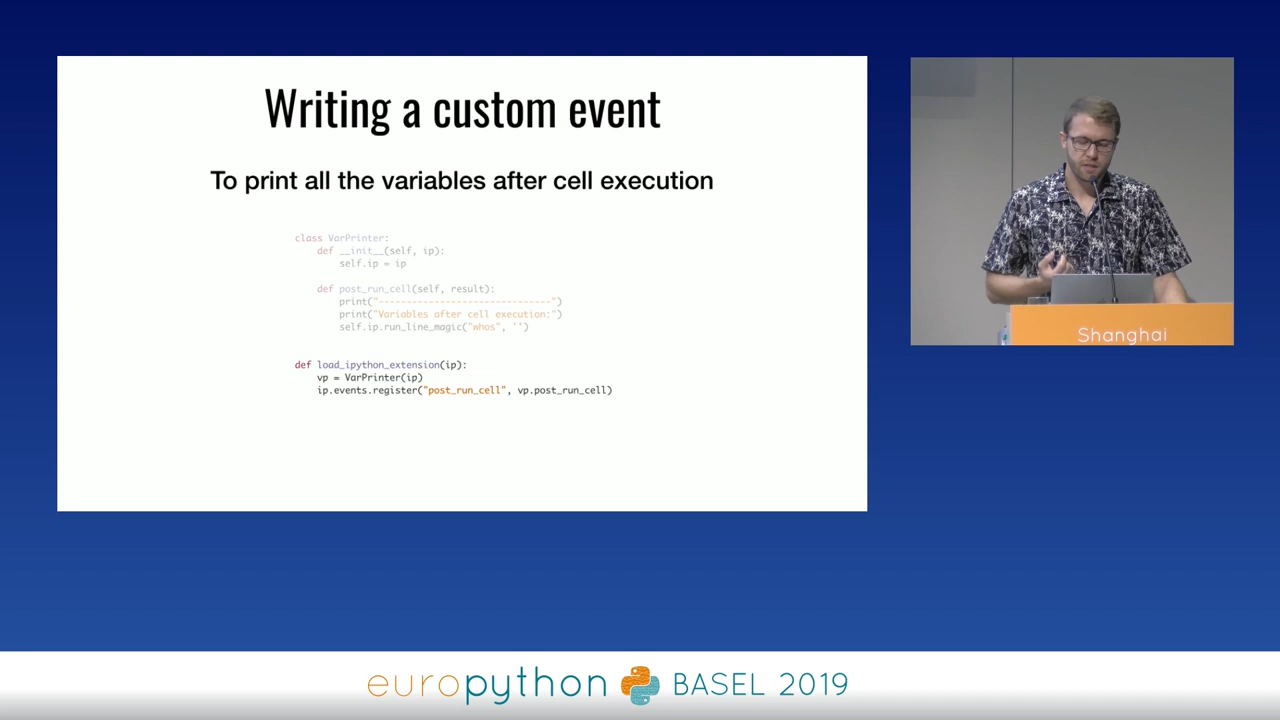 Writing a custom event
To print all the variables after cell execution
class VarPrinter:
    def __init__(self, ip):
        self.ip = ip
    def post_run_cell(self, result):
        print("-------------------------------")
        print("Variables after cell execution:")
        self.ip.run_line_magic("whos", '')
def load_ipython_extension(ip):
    vp = VarPrinter(ip)
    ip.events.register("post_run_cell", vp.post_run_cell)
Shanghai
europython BASEL 2019